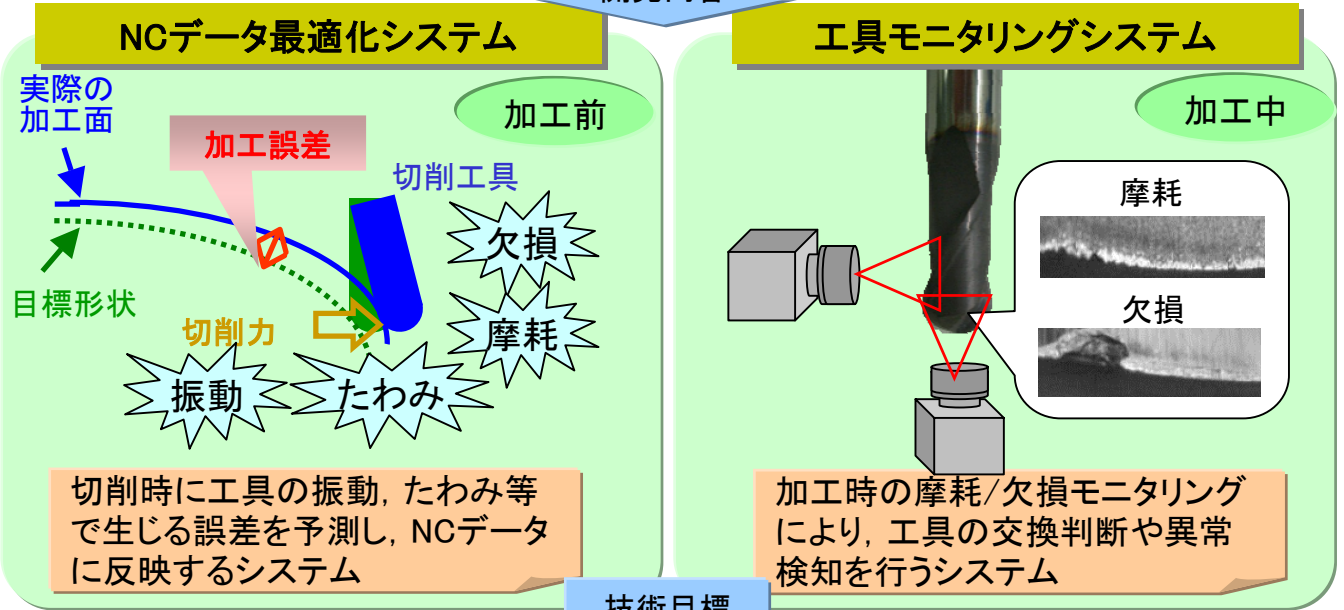 NCデータ最適化システム
実際の
加工面
加工前
加工誤差
切削工具
欠損
目標形状
切削力
摩耗
振動
たわみ
切削時に工具の振動，たわみ等
で生じる誤差を予測し，NCデータ
に反映するシステム
工具モニタリングシステム
加工中
摩耗
欠損
加工時の摩耗/欠損モニタリング
により，工具の交換判断や異常
検知を行うシステム
技術目標